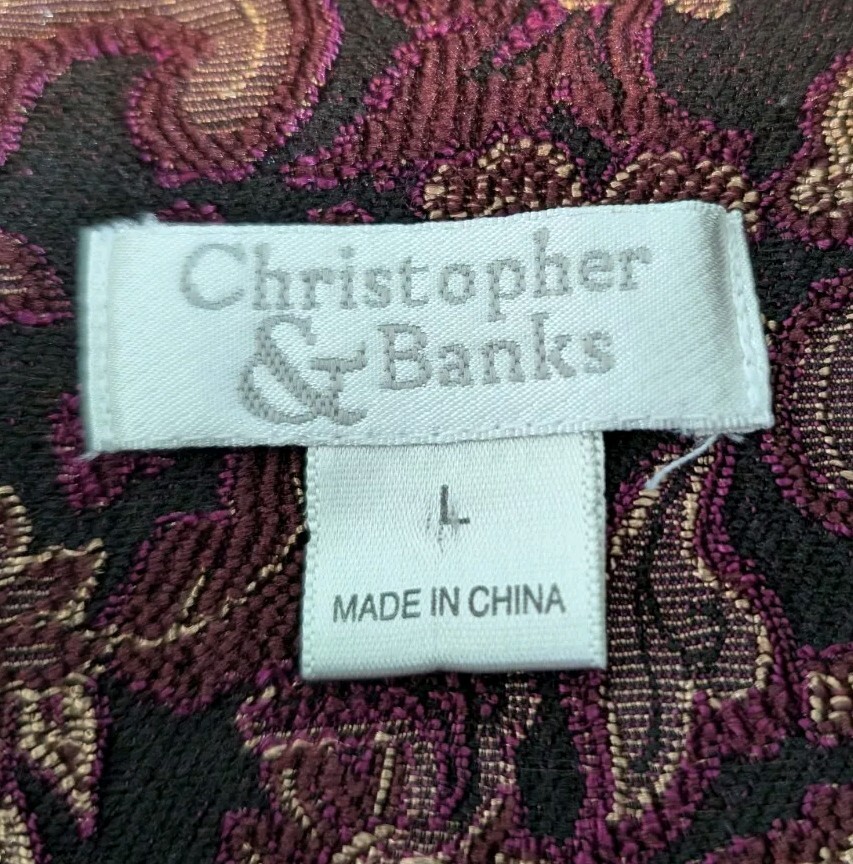 Christopher
& Banks
L
MADE IN CHINA